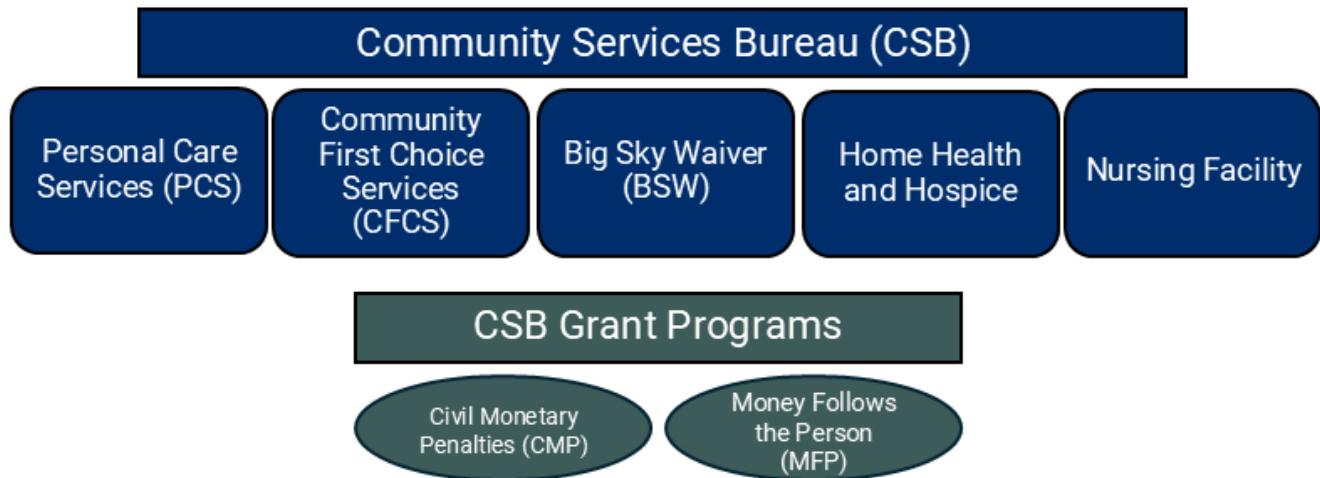 Community Services Bureau (CSB)
Personal Care
Services (PCS)
Community
First Choice
Services
(CFCS)
Big Sky Waiver
(BSW)
Home Health
and Hospice
Nursing Facility
CSB Grant Programs
Civil Monetary
Penalties (CMP)
Money Follows
the Person
(MFP)